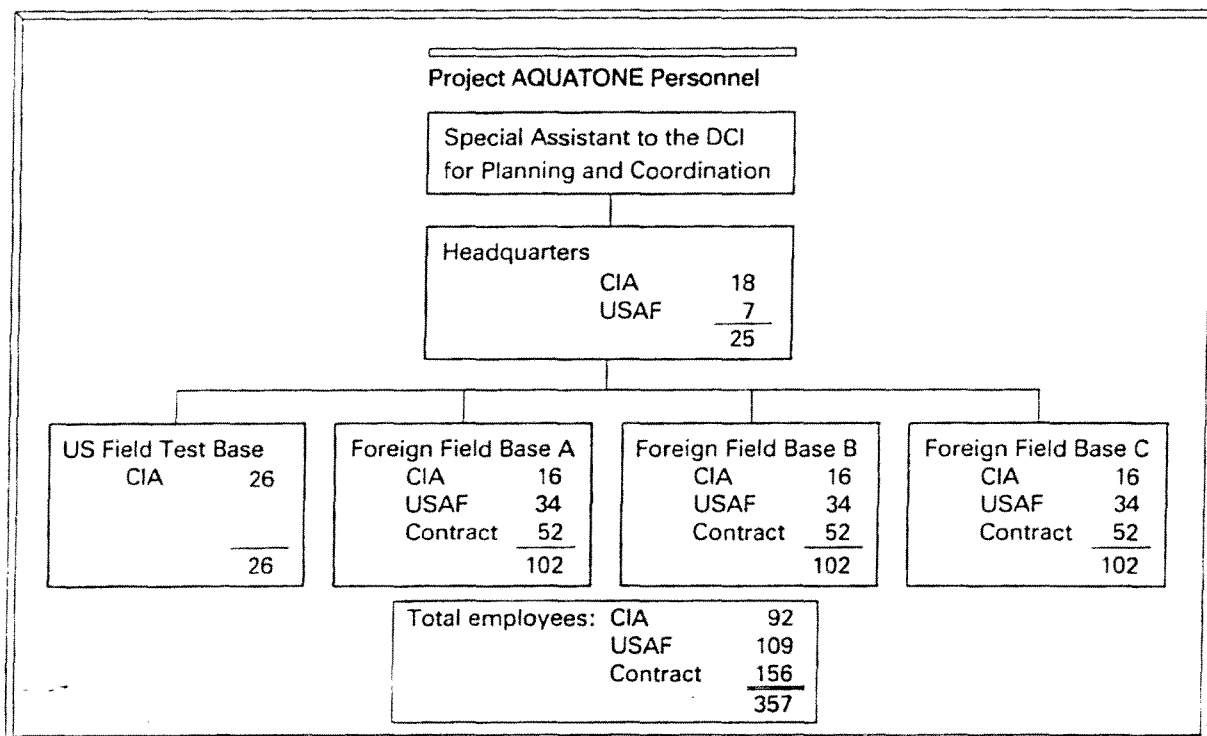 Project AQUATONE Personnel
Special Assistant to the DCI
for Planning and Coordination
Headquarters
CIA 18
USAF 7
25
US Field Test Base
CIA 26
26
Foreign Field Base A
CIA 16
USAF 34
Contract 52
102
Foreign Field Base B
CIA 16
USAF 34
Contract 52
102
Foreign Field Base C
CIA 16
USAF 34
Contract 52
102
Total employees: CIA 92
USAF 109
Contract 156
357